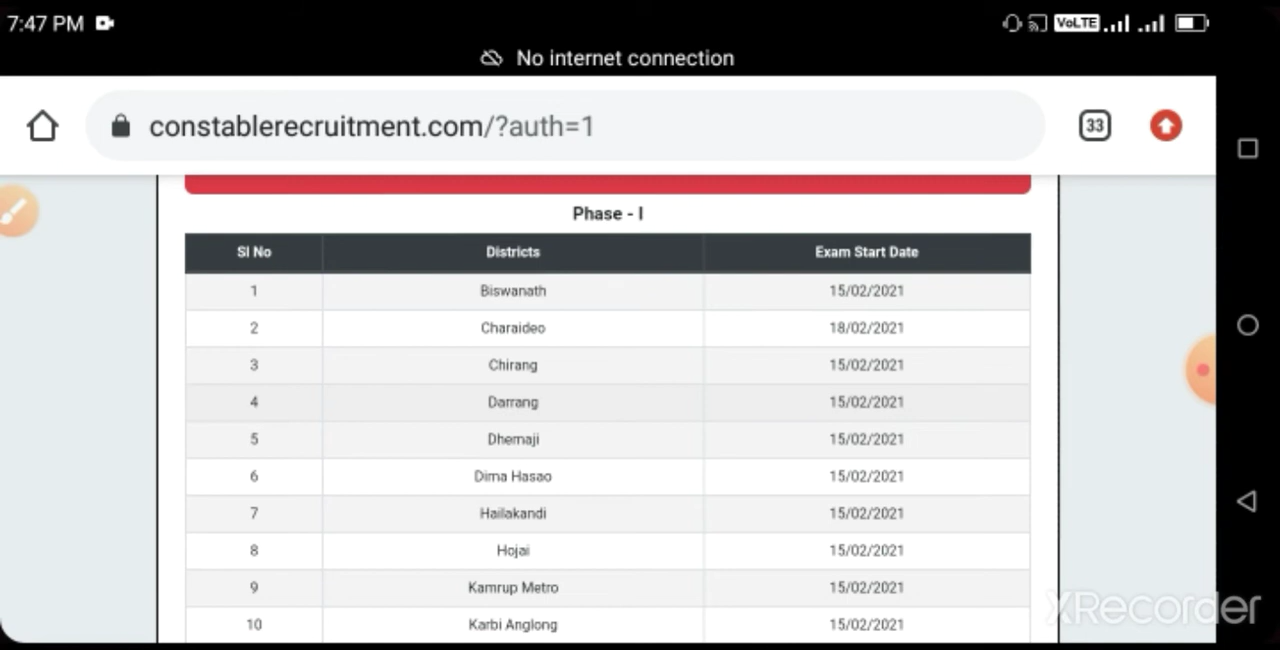 7:47 PM VoLTE
No internet connection
constablerecruitment.com/?auth=1 33
Phase - I
Sl No Districts Exam Start Date
1 Biswanath 15/02/2021
2 Charaideo 18/02/2021
3 Chirang 15/02/2021
4 Darrang 15/02/2021
5 Dhemaji 15/02/2021
6 Dima Hasao 15/02/2021
7 Hailakandi 15/02/2021
8 Hojai 15/02/2021
9 Kamrup Metro 15/02/2021
10 Karbi Anglong 15/02/2021
XRecorder